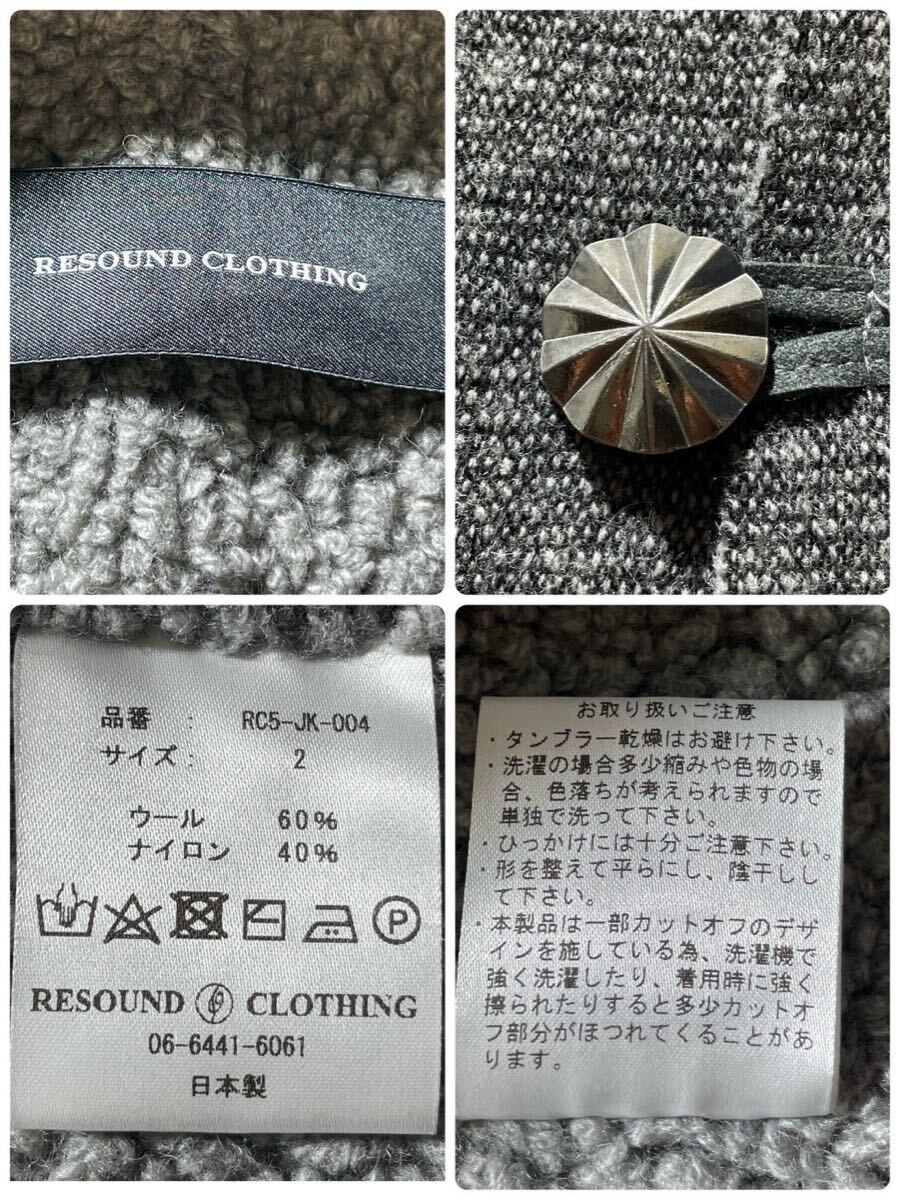 RESOUND CLOTHING
品番 : RC5-JK-004
サイズ: 2
ウール 60%
ナイロン 40%
P
RESOUND CLOTHING
06-6441-6061
日本製
お取り扱いご注意
・タンブラー乾燥はお避け下さい。
・洗濯の場合多少縮みや色物の場
合、色落ちが考えられますので
単独で洗って下さい。
・ひっかけには十分ご注意下さい。
・形を整えて平らにし、陰干しし
て下さい。
・本製品は一部カットオフのデザ
インを施している為、洗濯機で
強く洗濯したり、着用時に強く
擦られたりすると多少カットオ
フ部分がほつれてくることがあ
ります。